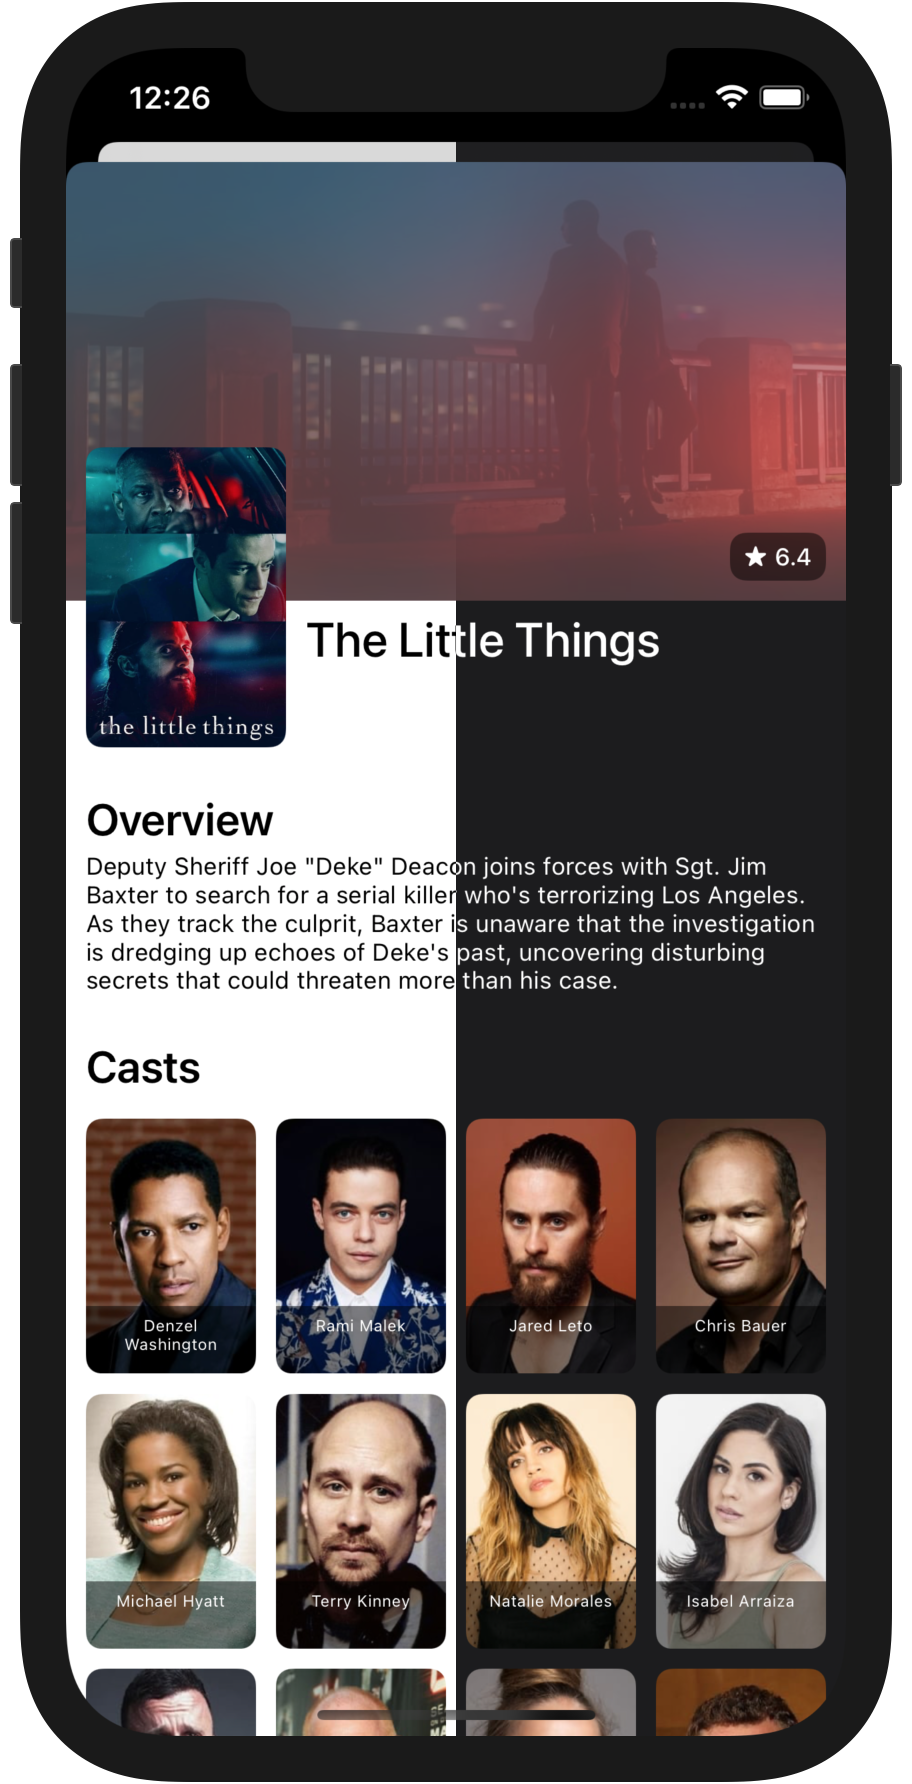 12:26
6.4
The Little Things
the little things
Overview
Deputy Sheriff Joe "Deke" Deacon joins forces with Sgt. Jim
Baxter to search for a serial killer who's terrorizing Los Angeles.
As they track the culprit, Baxter is unaware that the investigation
is dredging up echoes of Deke's past, uncovering disturbing
secrets that could threaten more than his case.
Casts
Denzel
Washington
Rami Malek
Jared Leto
Chris Bauer
Michael Hyatt
Terry Kinney
Natalie Morales
Isabel Arraiza